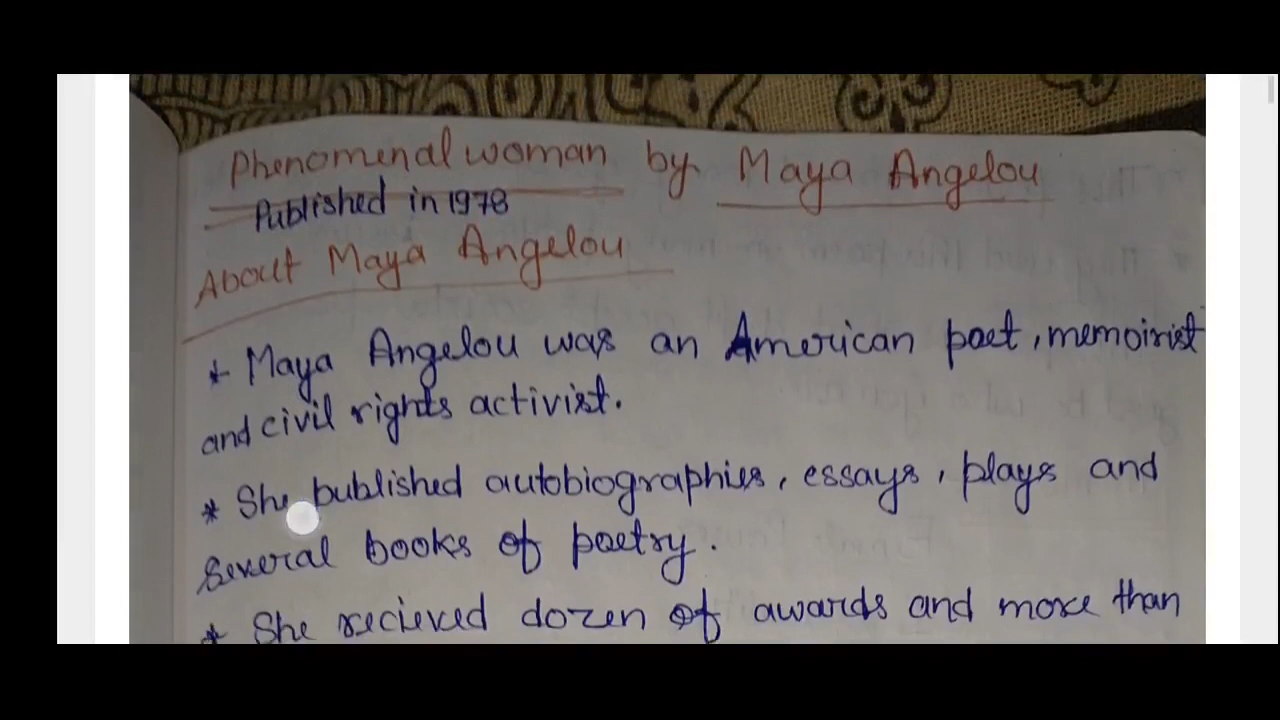 Phenomenal woman by Maya Angelou
Published in 1978
About Maya Angelou
* Maya Angelou was an American poet, memoirist
and civil rights activist.
* She published autobiographies, essays, plays and
several books of poetry.
* She recieved dozen of awards and more than